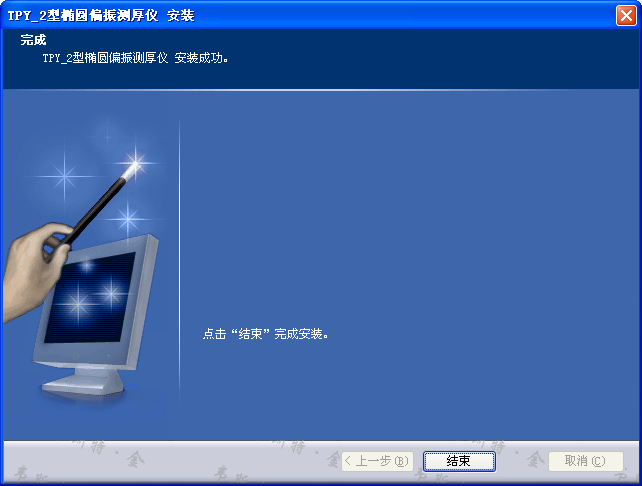 TPY_2型椭圆偏振测厚仪 安装
完成
TPY_2型椭圆偏振测厚仪 安装成功。
点击“结束”完成安装。
< 上一步(B)
结束
取消(C)